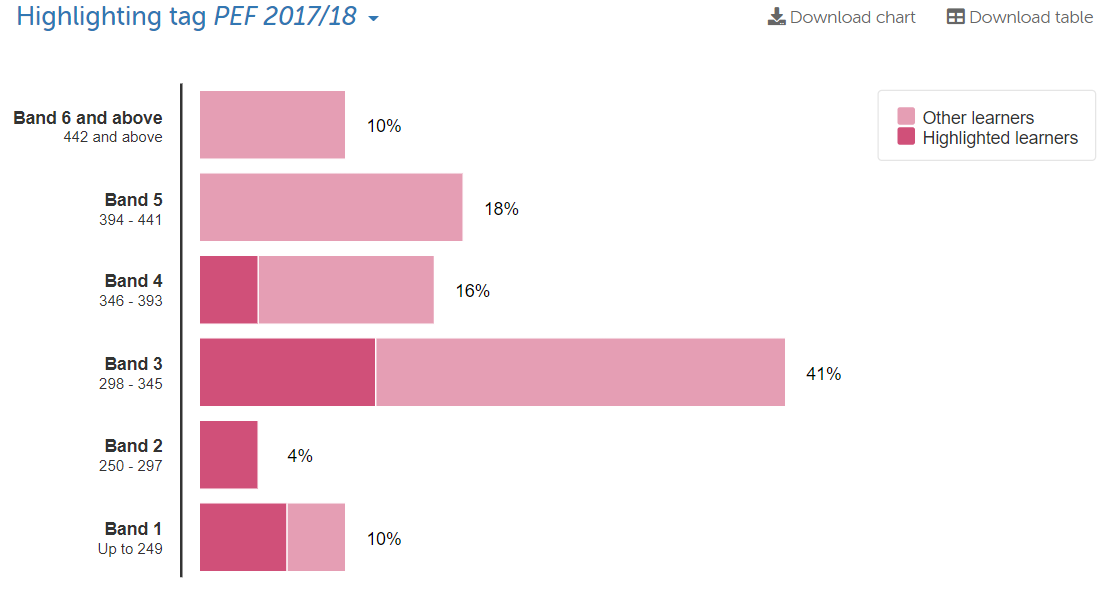 Highlighting tag PEF 2017/18
Download chart
Download table
Band 6 and above
442 and above
10%
Other learners
Highlighted learners
Band 5
394 - 441
18%
Band 4
346 - 393
16%
Band 3
298 - 345
41%
Band 2
250 - 297
4%
Band 1
Up to 249
10%